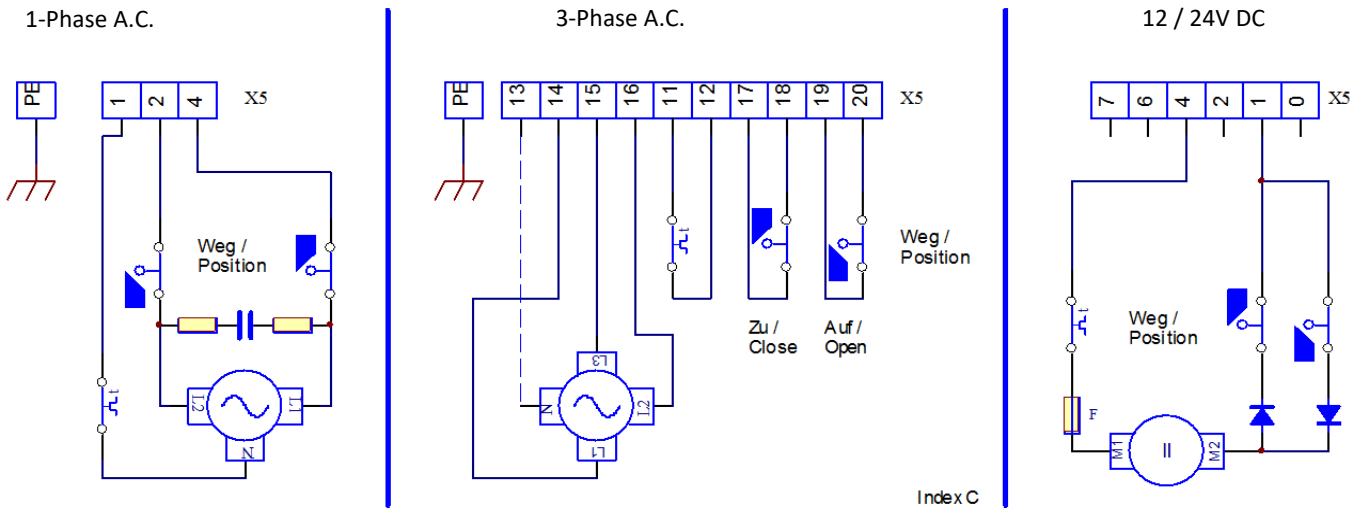 1-Phase A.C.
3-Phase A.C.
12 / 24V DC
PE
1 2 4 X5
PE
13 14 15 16 11 12 17 18 19 20 X5
7 6 4 2 1 0 X5
t
Weg /
Position
t
Weg /
Position
Zu /
Close
Auf /
Open
t
Weg /
Position
t
L2 L1
N
L3
N L2
L1
F
M1 II M2
Index C